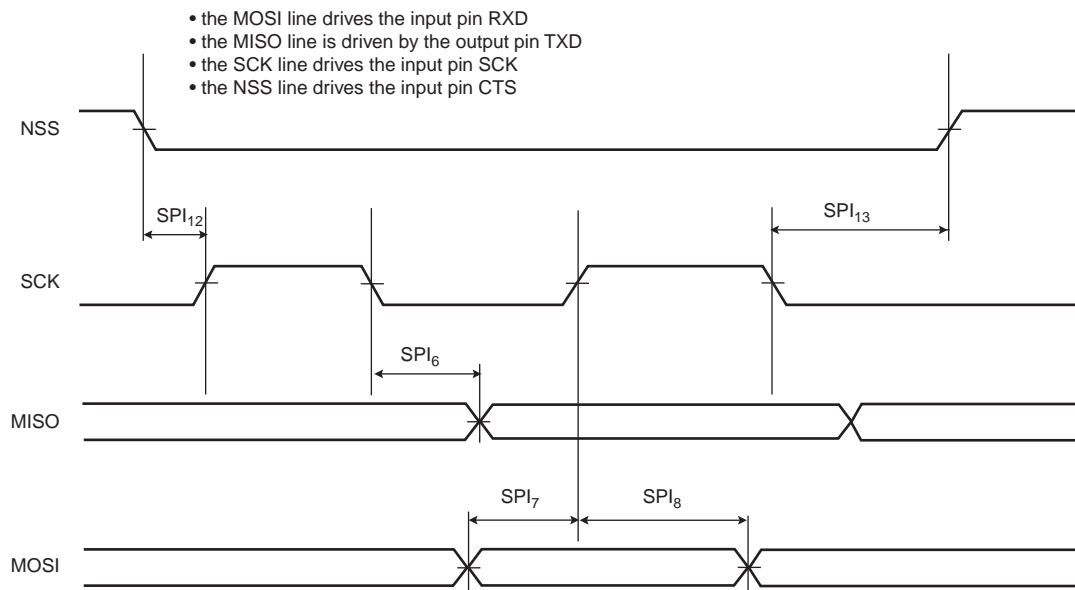 • the MOSI line drives the input pin RXD
• the MISO line is driven by the output pin TXD
• the SCK line drives the input pin SCK
• the NSS line drives the input pin CTS
NSS
SPI12
SPI13
SCK
SPI6
MISO
SPI7
SPI8
MOSI